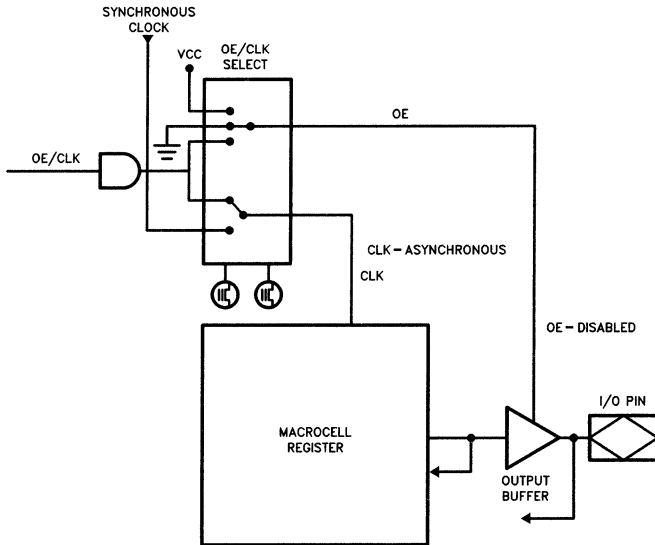 SYNCHRONOUS
CLOCK
VCC
OE/CLK
SELECT
OE
OE/CLK
CLK – ASYNCHRONOUS
CLK
OE – DISABLED
I/O PIN
MACROCELL
REGISTER
OUTPUT
BUFFER